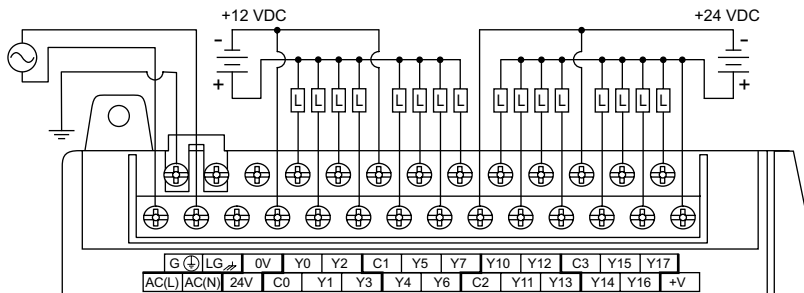 +12 VDC +24 VDC
- -
+ +
L L L L L L L L L L L L L L L L
G LG 0V Y0 Y2 C1 Y5 Y7 Y10 Y12 C3 Y15 Y17
AC(L) AC(N) 24V C0 Y1 Y3 Y4 Y6 C2 Y11 Y13 Y14 Y16 +V